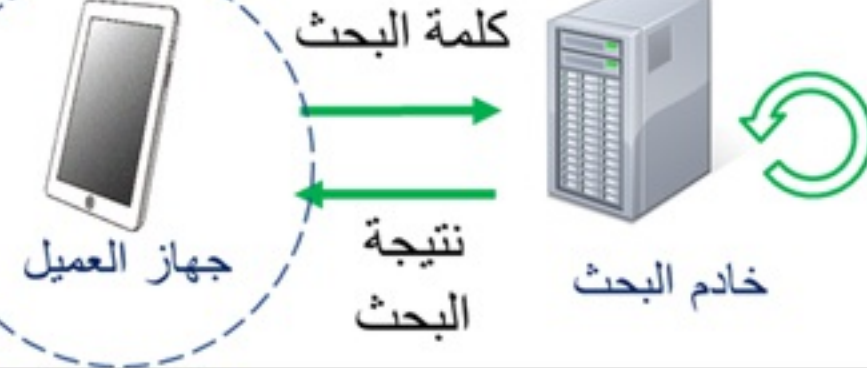 كلمة البحث
نتيجة
البحث
جهاز العميل
خادم البحث